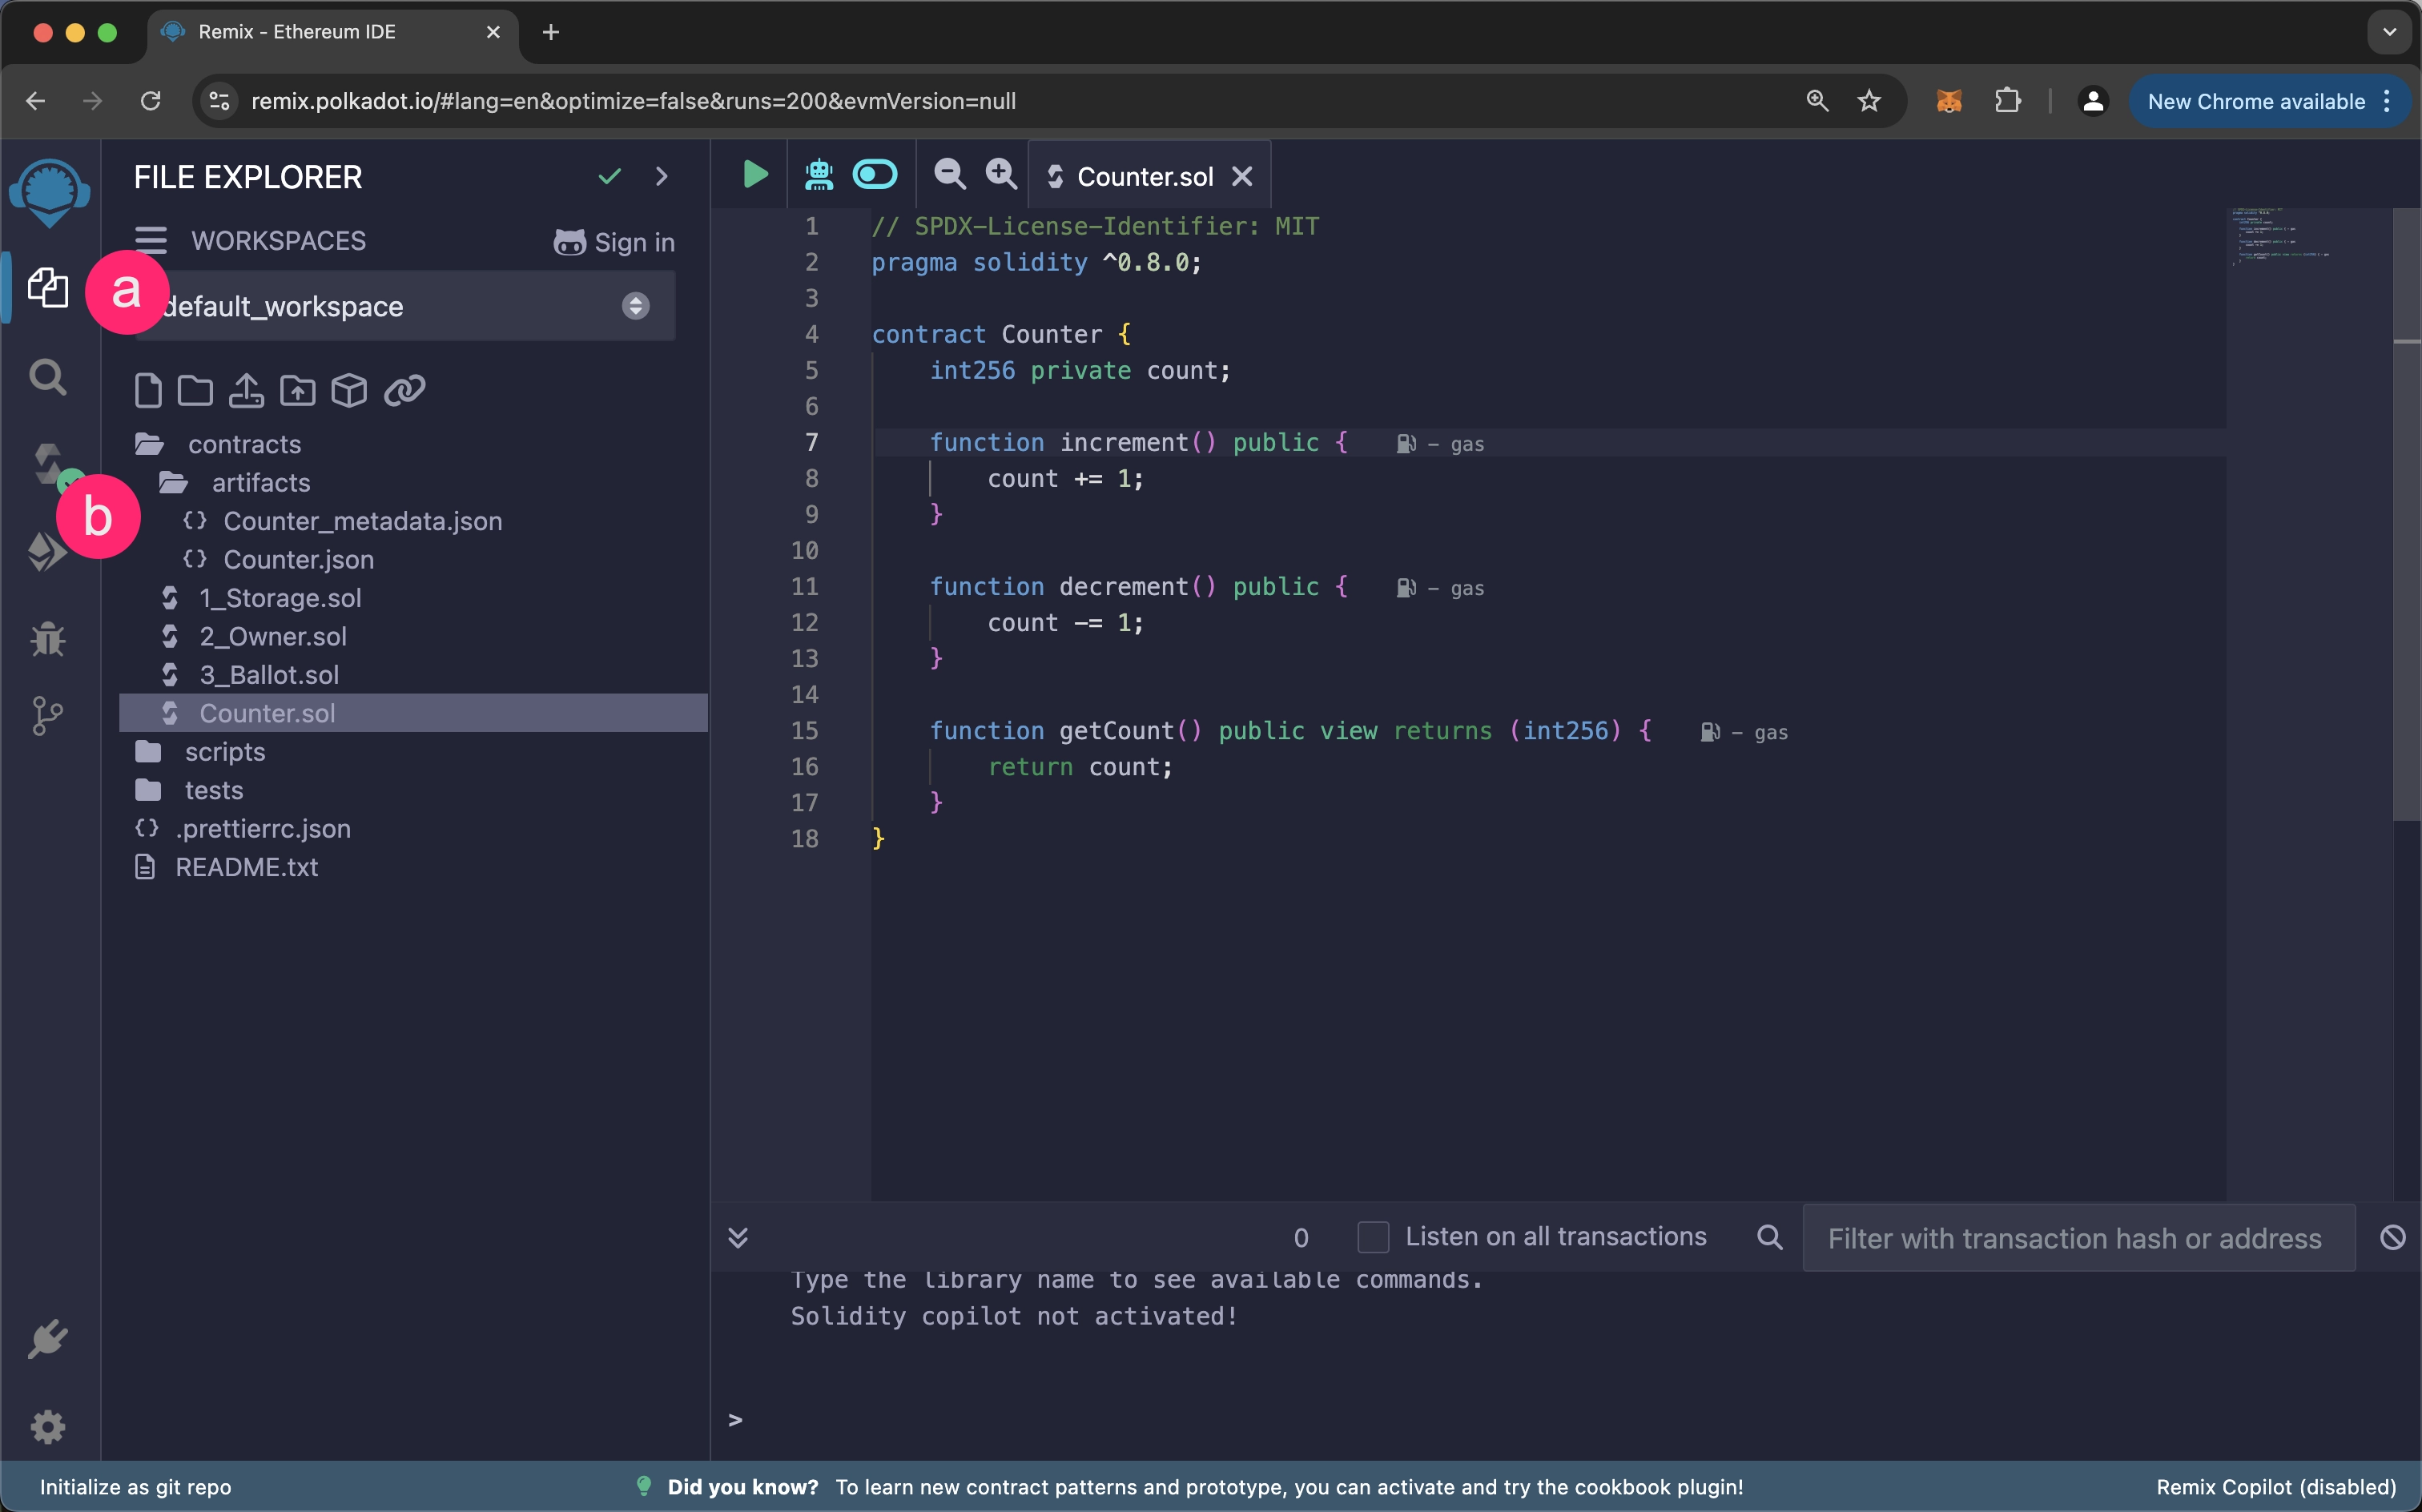 Remix - Ethereum IDE
remix.polkadot.io/#lang=en&optimize=false&runs=200&evmVersion=null
New Chrome available
FILE EXPLORER
WORKSPACES
Sign in
a
default_workspace
contracts
artifacts
b
Counter_metadata.json
Counter.json
1_Storage.sol
2_Owner.sol
3_Ballot.sol
Counter.sol
scripts
tests
.prettierrc.json
README.txt
Counter.sol
1 // SPDX-License-Identifier: MIT
2 pragma solidity ^0.8.0;
3
4 contract Counter {
5 int256 private count;
6
7 function increment() public { – gas
8 count += 1;
9 }
10
11 function decrement() public { – gas
12 count -= 1;
13 }
14
15 function getCount() public view returns (int256) { – gas
16 return count;
17 }
18 }
0 Listen on all transactions Filter with transaction hash or address
Type the library name to see available commands.
Solidity copilot not activated!
>
Initialize as git repo
Did you know? To learn new contract patterns and prototype, you can activate and try the cookbook plugin!
Remix Copilot (disabled)